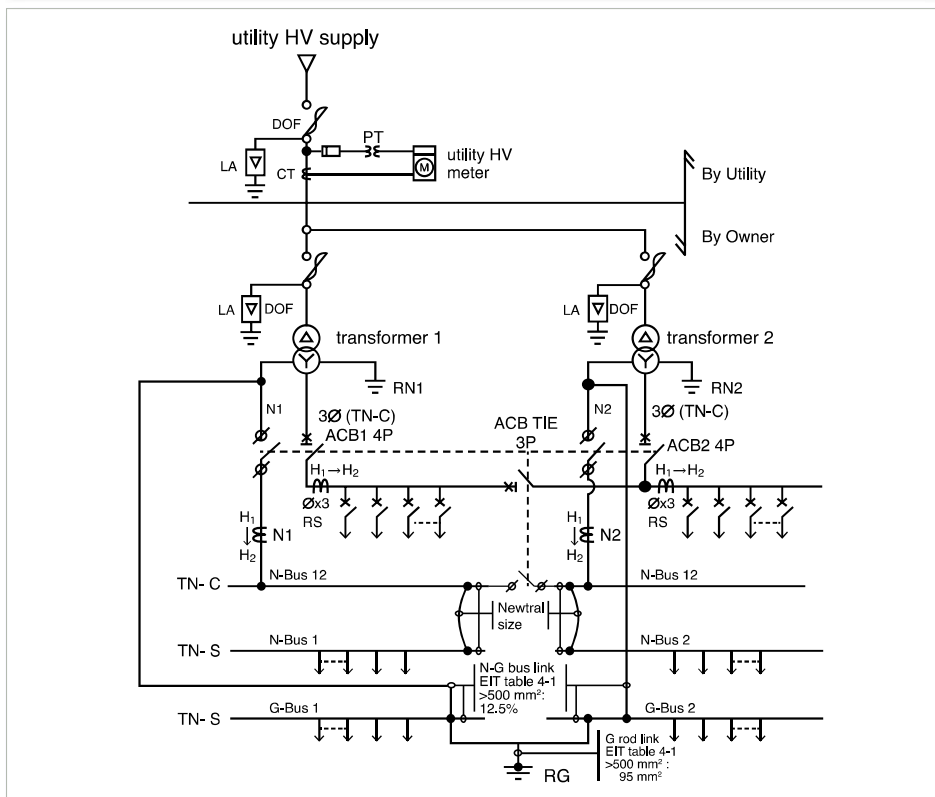 utility HV supply
DOF
PT
LA
CT
M
utility HV
meter
By Utility
By Owner
LA
DOF
LA
DOF
transformer 1
transformer 2
RN1
RN2
N1
3Ø (TN-C)
ACB1 4P
ACB TIE
3P
N2
3Ø (TN-C)
ACB2 4P
H1→H2
H1→H2
Øx3
RS
Øx3
RS
H1
↓
H2
N1
H1
↓
H2
N2
TN- C
N-Bus 12
N-Bus 12
Newtral
size
TN- S
N-Bus 1
N-Bus 2
N-G bus link
EIT table 4-1
>500 mm²:
12.5%
TN- S
G-Bus 1
G-Bus 2
G rod link
EIT table 4-1
>500 mm² :
95 mm²
RG